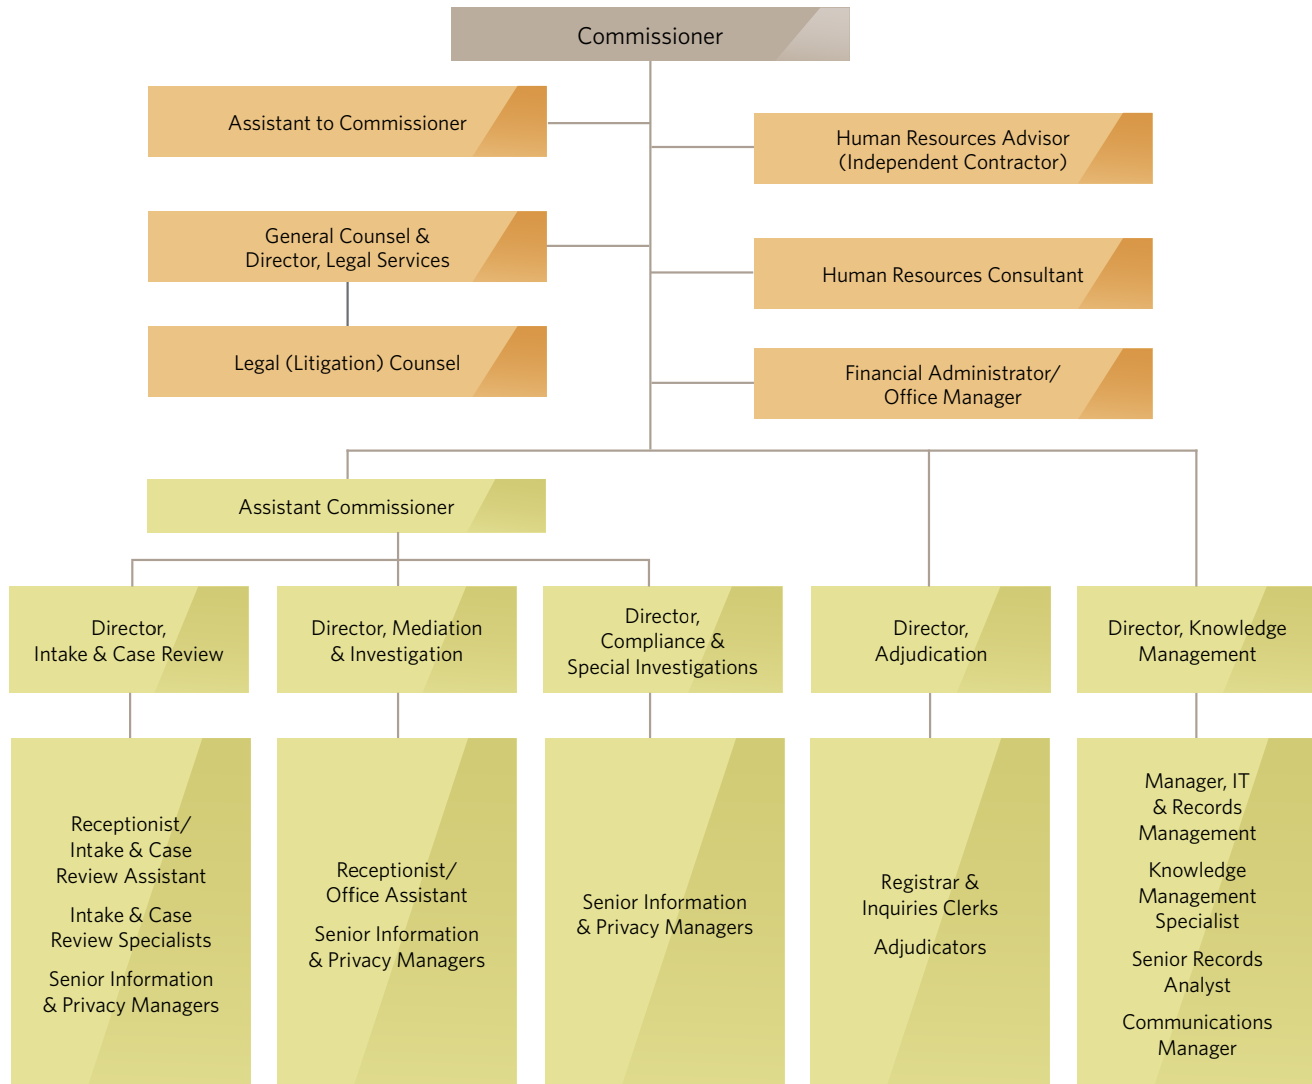 Commissioner
Assistant to Commissioner
Human Resources Advisor
(Independent Contractor)
General Counsel &
Director, Legal Services
Human Resources Consultant
Legal (Litigation) Counsel
Financial Administrator/
Office Manager
Assistant Commissioner
Director,
Intake & Case Review
Director, Mediation
& Investigation
Director,
Compliance &
Special Investigations
Director,
Adjudication
Director, Knowledge
Management
Receptionist/
Intake & Case
Review Assistant
Intake & Case
Review Specialists
Senior Information
& Privacy Managers
Receptionist/
Office Assistant
Senior Information
& Privacy Managers
Senior Information
& Privacy Managers
Registrar &
Inquiries Clerks
Adjudicators
Manager, IT
& Records
Management
Knowledge
Management
Specialist
Senior Records
Analyst
Communications
Manager